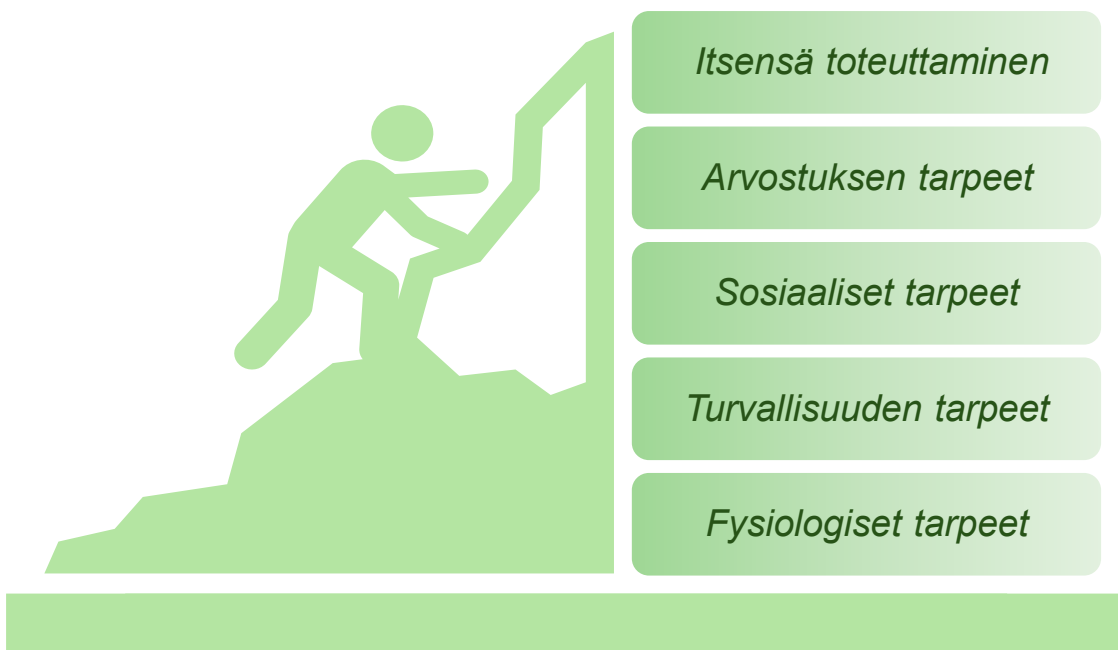 Itsensä toteuttaminen
Arvostuksen tarpeet
Sosiaaliset tarpeet
Turvallisuuden tarpeet
Fysiologiset tarpeet